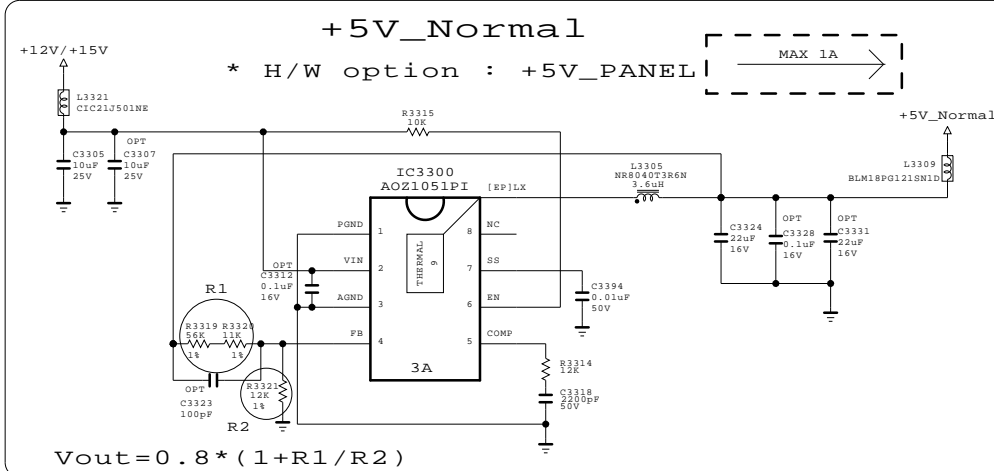 +5V_Normal
* H/W option : +5V_PANEL
MAX 1A
+12V/+15V
L3321
CIC21J501NE
C3305
10uF
25V
OPT
C3307
10uF
25V
R3315
10K
IC3300
AOZ1051PI
[EP]LX
L3305
NR8040T3R6N
3.6uH
+5V_Normal
L3309
BLM18PG121SN1D
C3324
22uF
16V
OPT
C3328
0.1uF
16V
OPT
C3331
22uF
16V
PGND
1
VIN
2
AGND
3
FB
4
THERMAL
9
8
NC
7
SS
6
EN
5
COMP
3A
OPT
C3312
0.1uF
16V
C3394
0.01uF
50V
R3314
12K
C3318
2200pF
50V
R1
R3319
56K
1%
R3320
11K
1%
OPT
C3323
100pF
R3321
12K
1%
R2
Vout=0.8*(1+R1/R2)